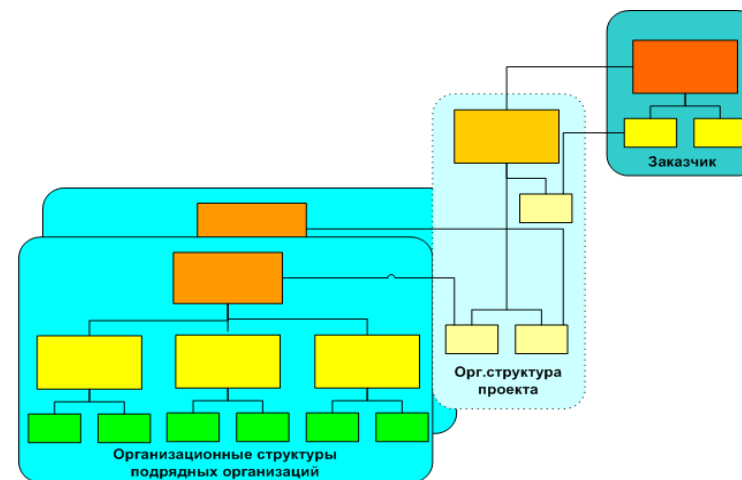 Заказчик
Орг.структура
проекта
Организационные структуры
подрядных организаций